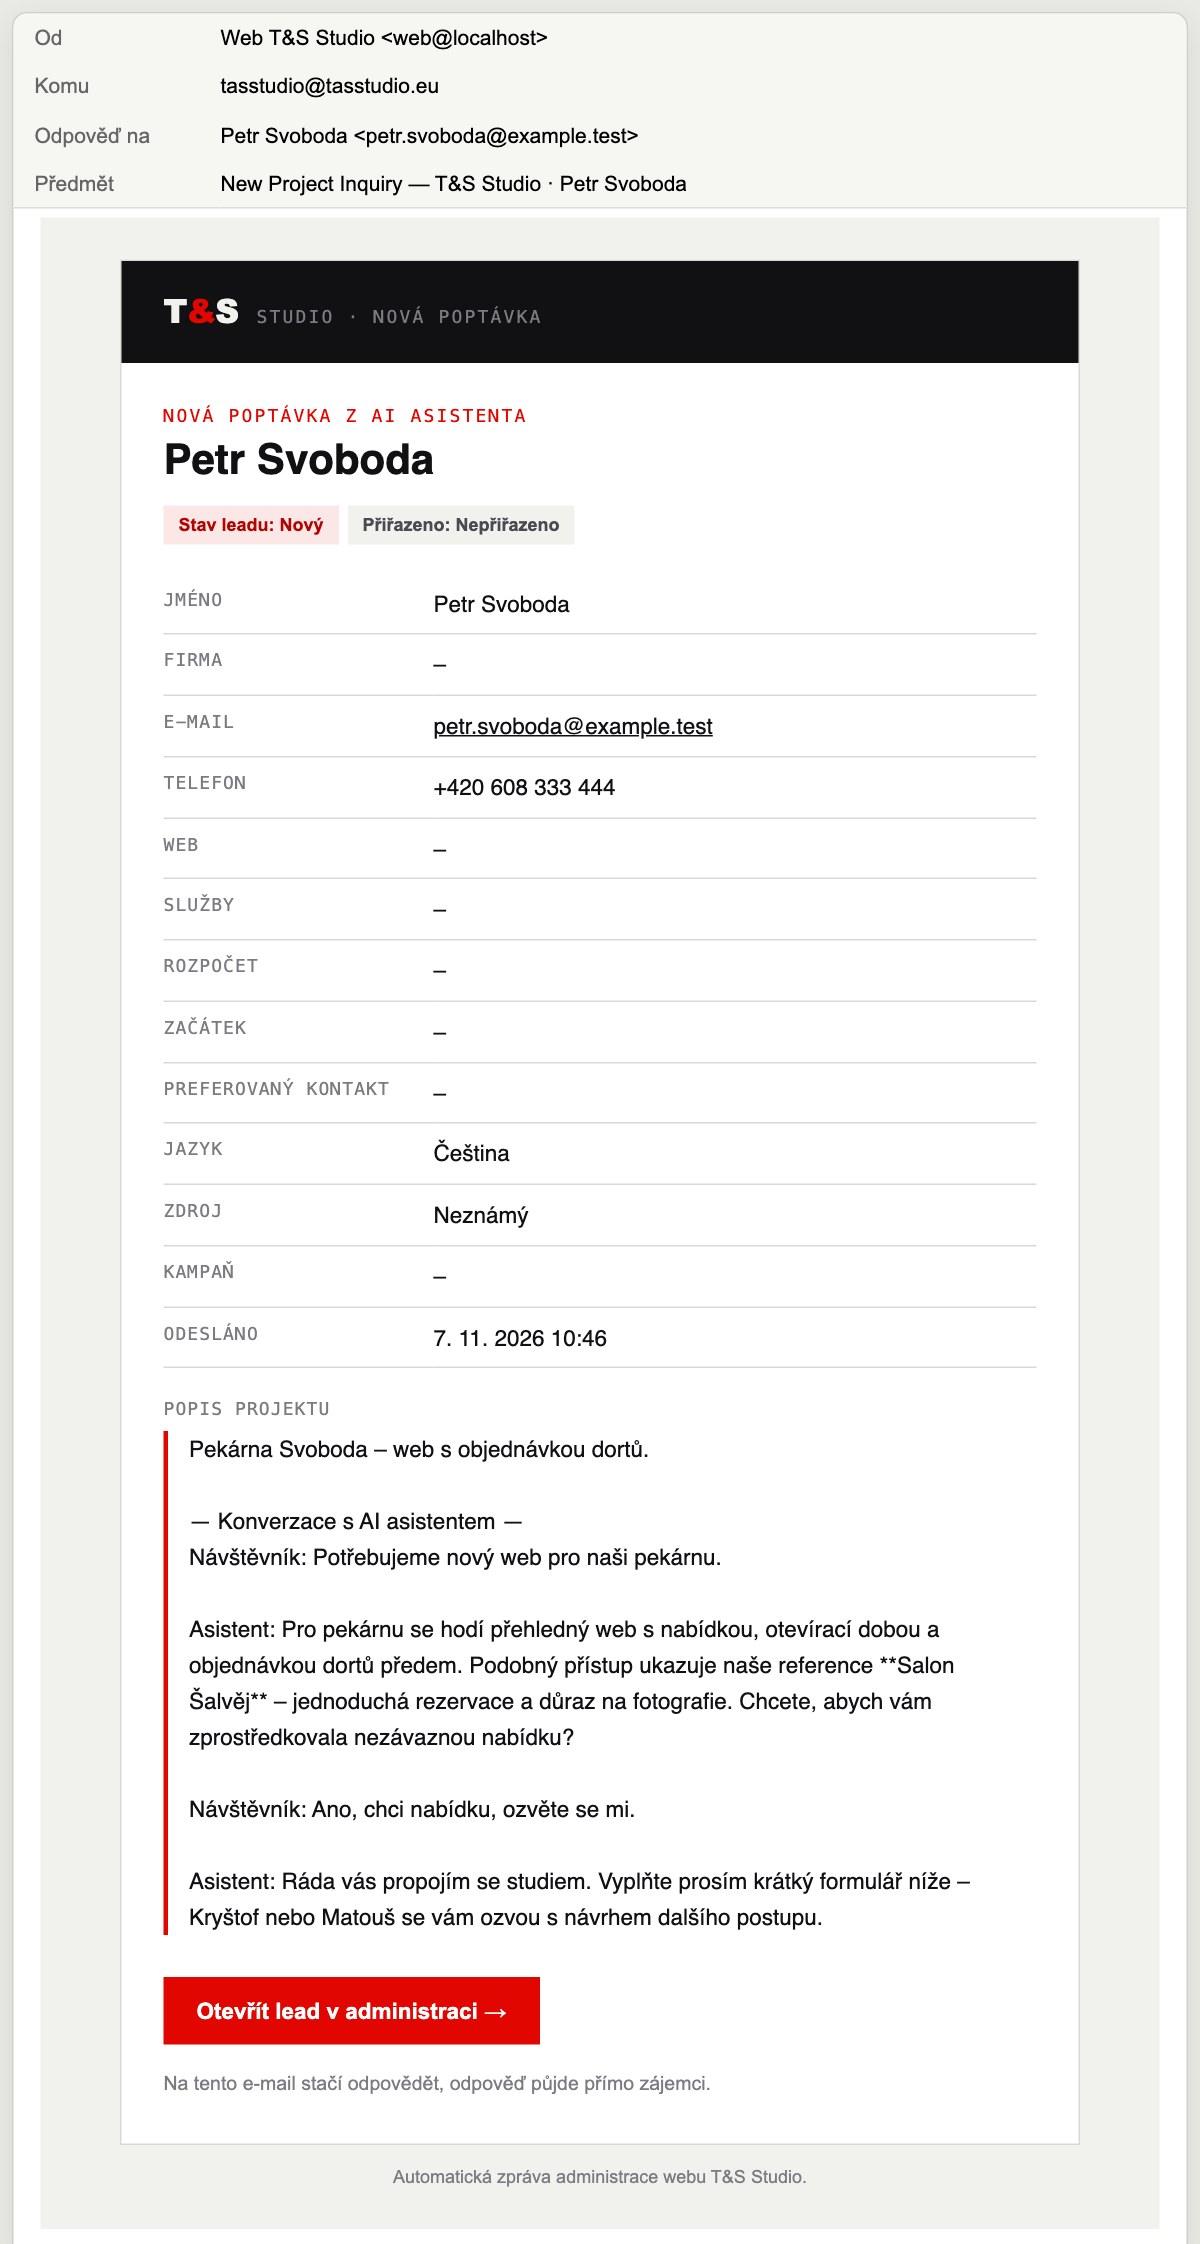 Od Web T&S Studio <web@localhost>
Komu tasstudio@tasstudio.eu
Odpověď na Petr Svoboda <petr.svoboda@example.test>
Předmět New Project Inquiry — T&S Studio · Petr Svoboda
T&S STUDIO · NOVÁ POPTÁVKA
NOVÁ POPTÁVKA Z AI ASISTENTA
Petr Svoboda
Stav leadu: Nový Přiřazeno: Nepřiřazeno
JMÉNO Petr Svoboda
FIRMA –
E-MAIL petr.svoboda@example.test
TELEFON +420 608 333 444
WEB –
SLUŽBY –
ROZPOČET –
ZAČÁTEK –
PREFEROVANÝ KONTAKT –
JAZYK Čeština
ZDROJ Neznámý
KAMPAŇ –
ODESLÁNO 7. 11. 2026 10:46
POPIS PROJEKTU
Pekárna Svoboda – web s objednávkou dortů.
— Konverzace s AI asistentem —
Návštěvník: Potřebujeme nový web pro naši pekárnu.
Asistent: Pro pekárnu se hodí přehledný web s nabídkou, otevírací dobou a
objednávkou dortů předem. Podobný přístup ukazuje naše reference **Salon
Šalvěj** – jednoduchá rezervace a důraz na fotografie. Chcete, abych vám
zprostředkovala nezávaznou nabídku?
Návštěvník: Ano, chci nabídku, ozvěte se mi.
Asistent: Ráda vás propojím se studiem. Vyplňte prosím krátký formulář níže –
Kryštof nebo Matouš se vám ozvou s návrhem dalšího postupu.
Otevřít lead v administraci →
Na tento e-mail stačí odpovědět, odpověď půjde přímo zájemci.
Automatická zpráva administrace webu T&S Studio.